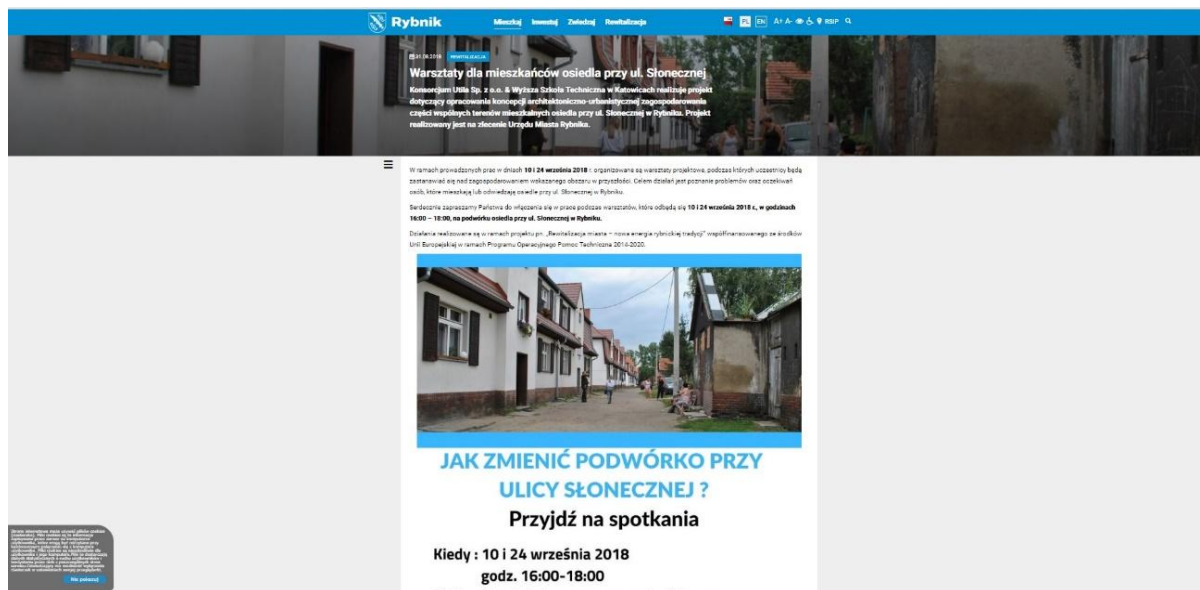 Rybnik
Mieszkaj Inwestuj Zwiedzaj Rewitalizacja
PL EN A+ A- RSIP
31.08.2018 REWITALIZACJA
Warsztaty dla mieszkańców osiedla przy ul. Słonecznej
Konsorcjum Utila Sp. z o.o. & Wyższa Szkoła Techniczna w Katowicach realizuje projekt
dotyczący opracowania koncepcji architektoniczno-urbanistycznej zagospodarowania
części wspólnych terenów mieszkalnych osiedla przy ul. Słonecznej w Rybniku. Projekt
realizowany jest na zlecenie Urzędu Miasta Rybnika.
W ramach prowadzonych prac w dniach 10 i 24 września 2018 r. organizowane są warsztaty projektowe, podczas których uczestnicy będą
zastanawiać się nad zagospodarowaniem wskazanego obszaru w przyszłości. Celem działań jest poznanie problemów oraz oczekiwań
osób, które mieszkają lub odwiedzają osiedle przy ul. Słonecznej w Rybniku.
Serdecznie zapraszamy Państwa do włączenia się w prace podczas warsztatów, które odbędą się 10 i 24 września 2018 r., w godzinach
16:00 – 18:00, na podwórku osiedla przy ul. Słonecznej w Rybniku.
Działania realizowane są w ramach projektu pn. „Rewitalizacja miasta – nowa energia rybnickiej tradycji” współfinansowanego ze środków
Unii Europejskiej w ramach Programu Operacyjnego Pomoc Techniczna 2014-2020.
JAK ZMIENIĆ PODWÓRKO PRZY
ULICY SŁONECZNEJ ?
Przyjdź na spotkania
Kiedy : 10 i 24 września 2018
godz. 16:00-18:00
Nie pokazuj